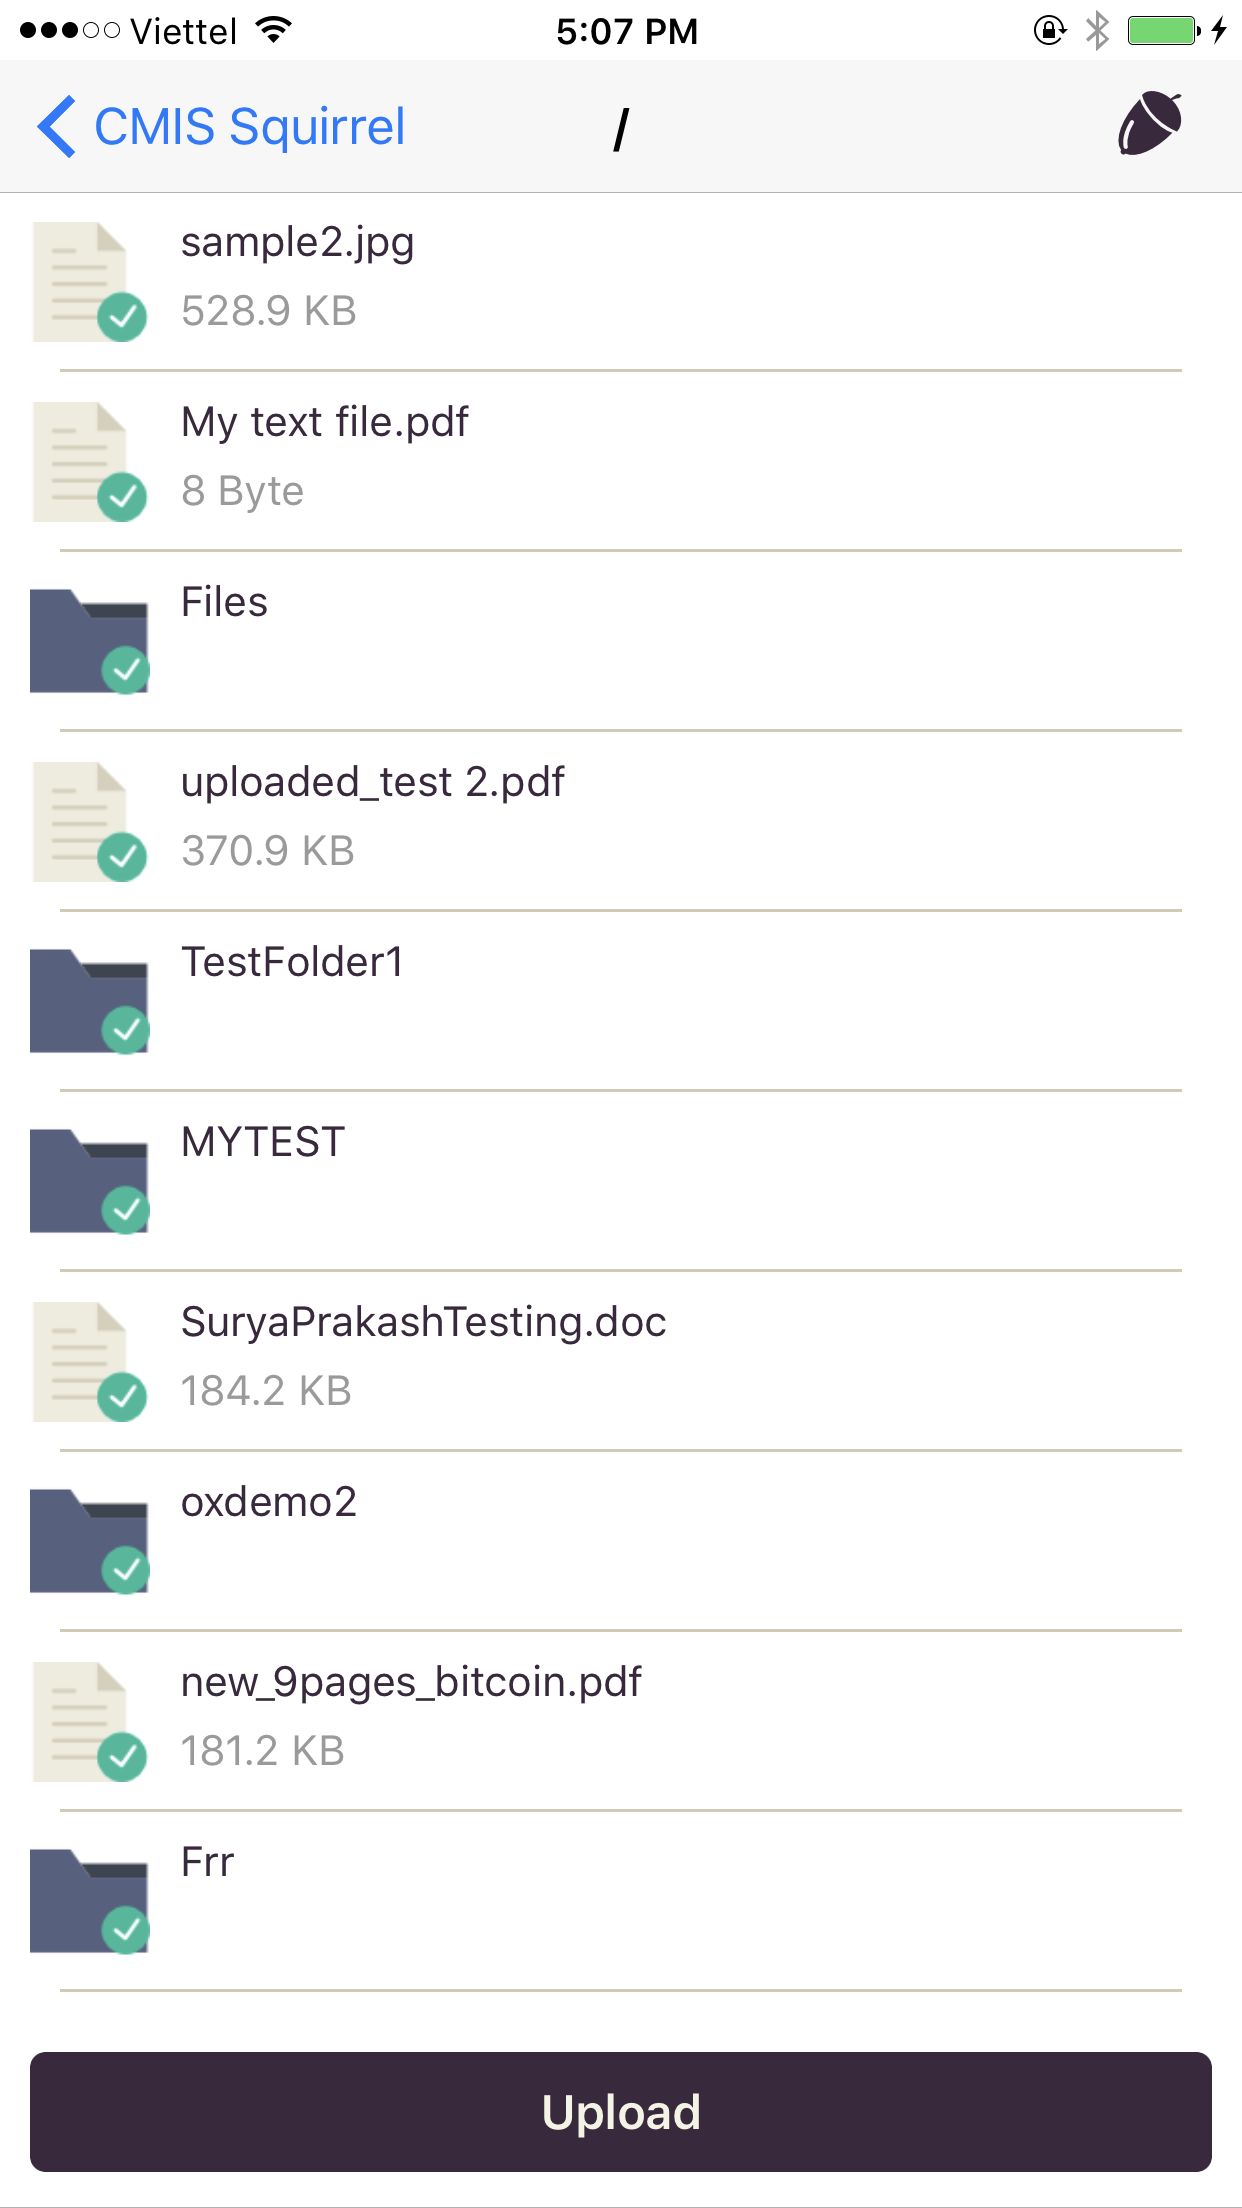 Viettel 5:07 PM
CMIS Squirrel /
sample2.jpg
528.9 KB
My text file.pdf
8 Byte
Files
uploaded_test 2.pdf
370.9 KB
TestFolder1
MYTEST
SuryaPrakashTesting.doc
184.2 KB
oxdemo2
new_9pages_bitcoin.pdf
181.2 KB
Frr
Upload